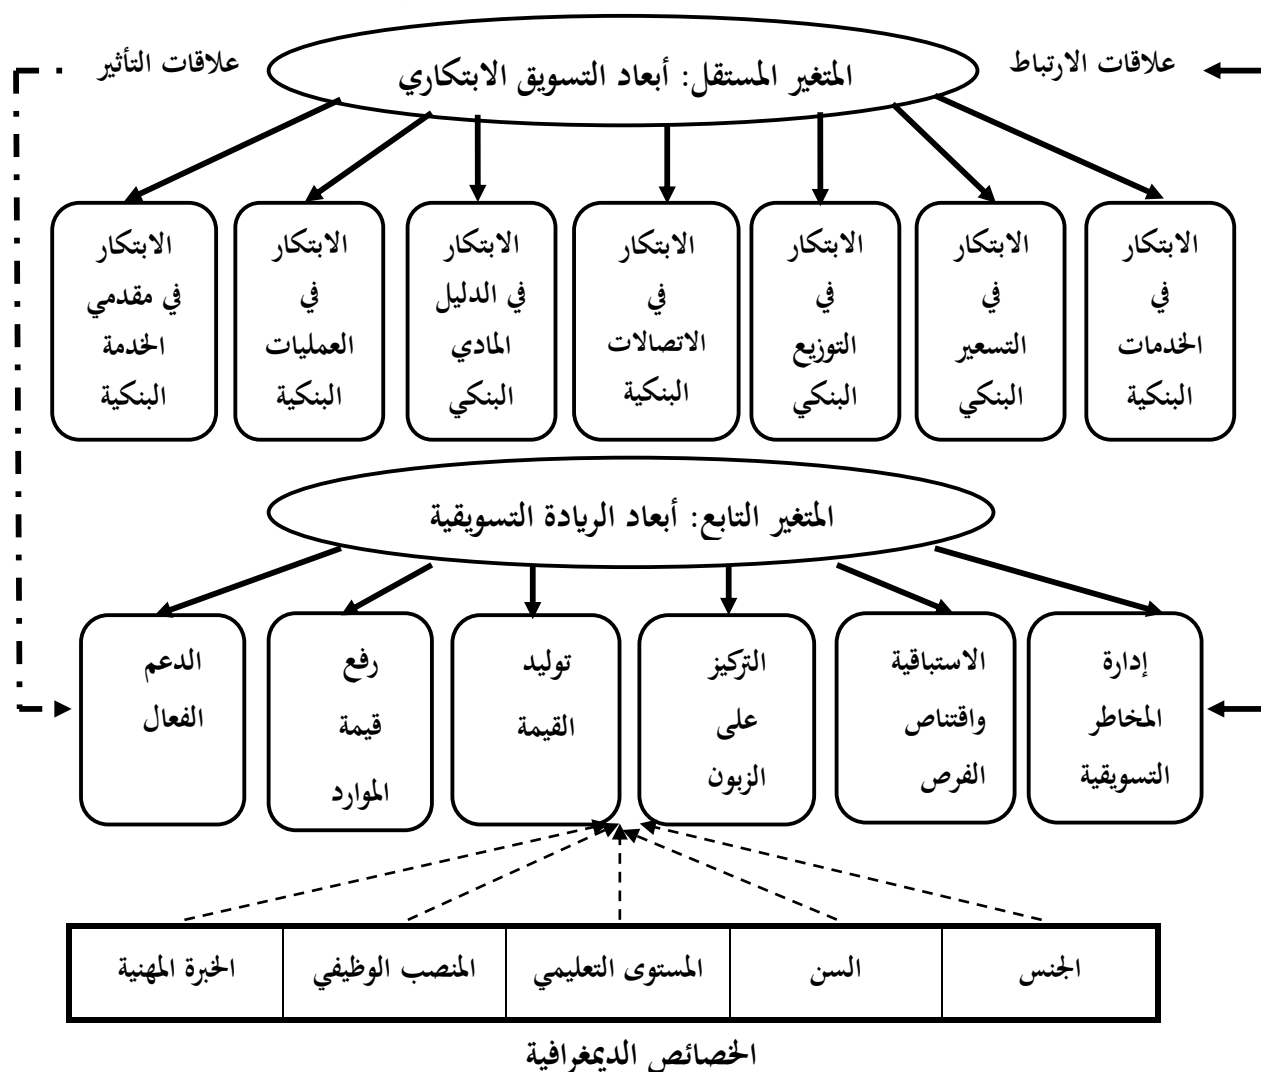 علاقات الارتباط
المتغير المستقل: أبعاد التسويق الابتكاري
علاقات التأثير
الابتكار
في
الخدمات
البنكية
الابتكار
في
التسعير
البنكي
الابتكار
في
التوزيع
البنكي
الابتكار
في
الاتصالات
البنكية
الابتكار
في الدليل
المادي
البنكي
الابتكار
في
العمليات
البنكية
الابتكار
في مقدمي
الخدمة
البنكية
المتغير التابع: أبعاد الريادة التسويقية
إدارة
المخاطر
التسويقية
الاستباقية
واقتناص
الفرص
التركيز
على
الزبون
توليد
القيمة
رفع
قيمة
الموارد
الدعم
الفعال
الجنس
السن
المستوى التعليمي
المنصب الوظيفي
الخبرة المهنية
الخصائص الديمغرافية